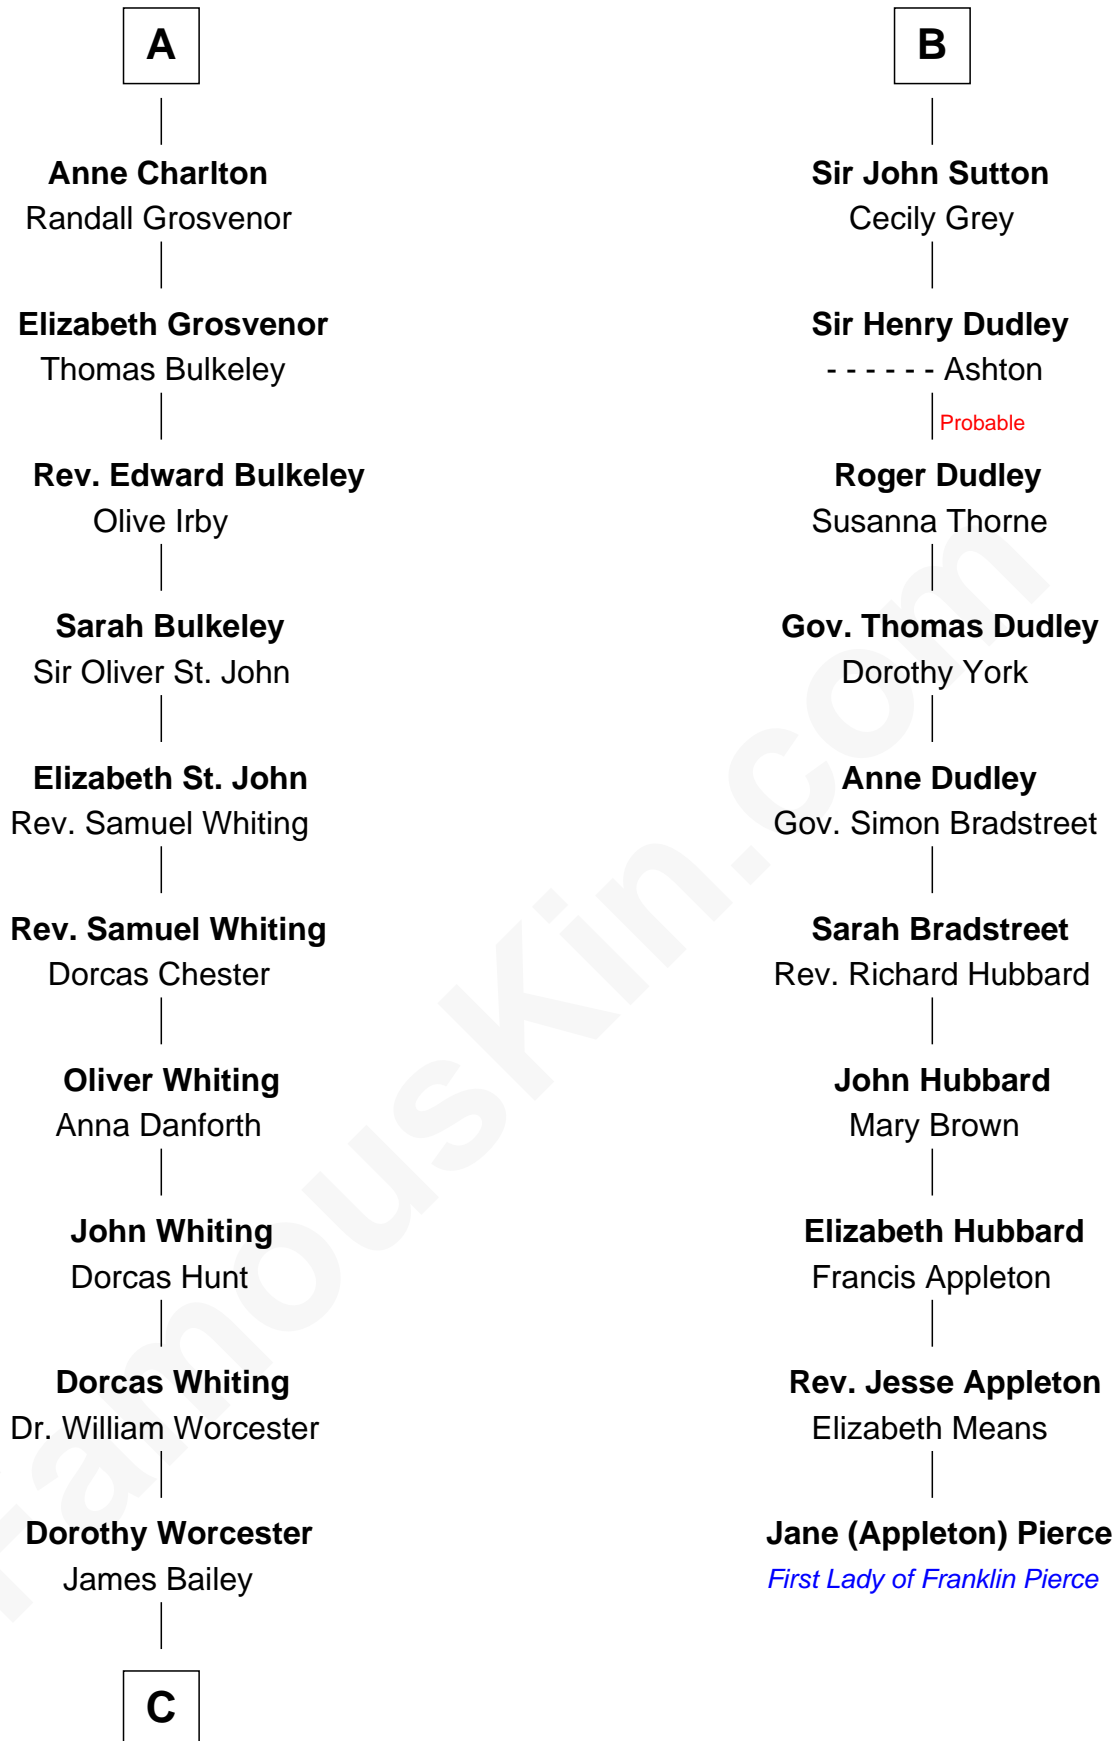 A
Anne Charlton
Randall Grosvenor
Elizabeth Grosvenor
Thomas Bulkeley
Rev. Edward Bulkeley
Olive Irby
Sarah Bulkeley
Sir Oliver St. John
Elizabeth St. John
Rev. Samuel Whiting
Rev. Samuel Whiting
Dorcas Chester
Oliver Whiting
Anna Danforth
John Whiting
Dorcas Hunt
Dorcas Whiting
Dr. William Worcester
Dorothy Worcester
James Bailey
C
B
Sir John Sutton
Cecily Grey
Sir Henry Dudley
- - - - - - Ashton
Probable
Roger Dudley
Susanna Thorne
Gov. Thomas Dudley
Dorothy York
Anne Dudley
Gov. Simon Bradstreet
Sarah Bradstreet
Rev. Richard Hubbard
John Hubbard
Mary Brown
Elizabeth Hubbard
Francis Appleton
Rev. Jesse Appleton
Elizabeth Means
Jane (Appleton) Pierce
First Lady of Franklin Pierce
FamousKin.com